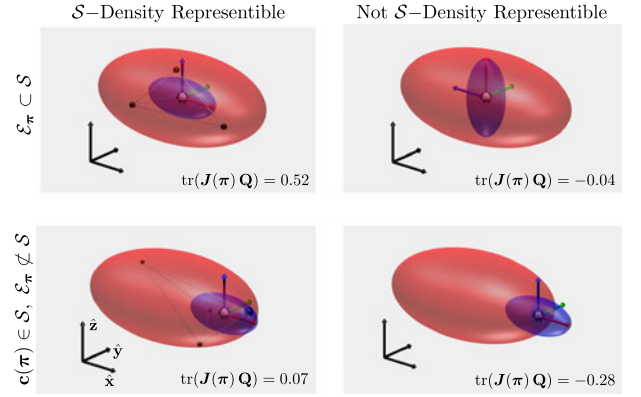 𝒮−Density Representible
Not 𝒮−Density Representible
ℰ_π ⊂ 𝒮
tr(J(π) Q) = 0.52
tr(J(π) Q) = −0.04
c(π) ∈ 𝒮, ℰ_π ⊄ 𝒮
ẑ
ŷ
x̂
tr(J(π) Q) = 0.07
tr(J(π) Q) = −0.28